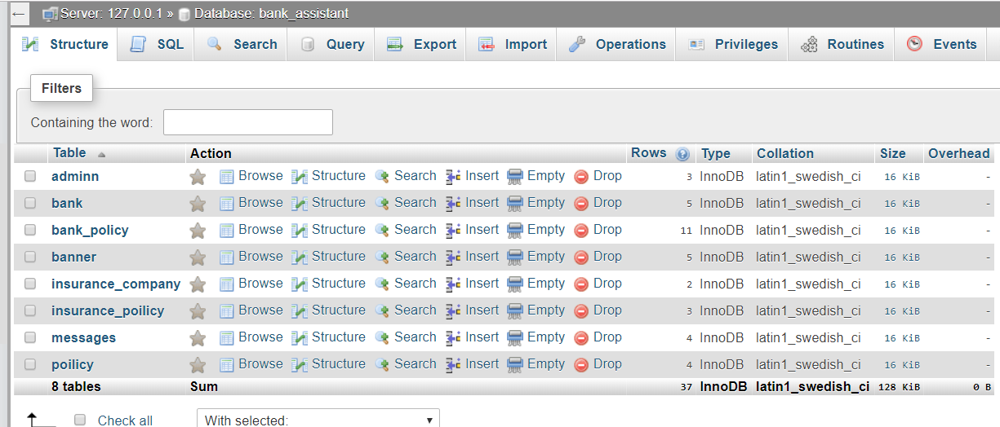 ← Server: 127.0.0.1 » Database: bank_assistant
Structure SQL Search Query Export Import Operations Privileges Routines Events
Filters
Containing the word:
Table Action Rows Type Collation Size Overhead
adminn Browse Structure Search Insert Empty Drop 3 InnoDB latin1_swedish_ci 16 KiB -
bank Browse Structure Search Insert Empty Drop 5 InnoDB latin1_swedish_ci 16 KiB -
bank_policy Browse Structure Search Insert Empty Drop 11 InnoDB latin1_swedish_ci 16 KiB -
banner Browse Structure Search Insert Empty Drop 5 InnoDB latin1_swedish_ci 16 KiB -
insurance_company Browse Structure Search Insert Empty Drop 2 InnoDB latin1_swedish_ci 16 KiB -
insurance_poilicy Browse Structure Search Insert Empty Drop 3 InnoDB latin1_swedish_ci 16 KiB -
messages Browse Structure Search Insert Empty Drop 4 InnoDB latin1_swedish_ci 16 KiB -
poilicy Browse Structure Search Insert Empty Drop 4 InnoDB latin1_swedish_ci 16 KiB -
8 tables Sum 37 InnoDB latin1_swedish_ci 128 KiB 0 B
Check all With selected: